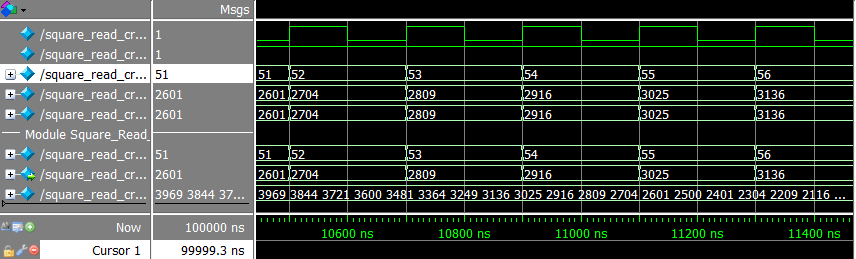 Msgs
/square_read_cr... 1
/square_read_cr... 1
/square_read_cr... 51 51 52 53 54 55 56
/square_read_cr... 2601 2601 2704 2809 2916 3025 3136
/square_read_cr... 2601 2601 2704 2809 2916 3025 3136
Module Square_Read_
/square_read_cr... 51 51 52 53 54 55 56
/square_read_cr... 2601 2601 2704 2809 2916 3025 3136
/square_read_cr... 3969 3844 37... 3969 3844 3721 3600 3481 3364 3249 3136 3025 2916 2809 2704 2601 2500 2401 2304 2209 2116 ...
Now 100000 ns 10600 ns 10800 ns 11000 ns 11200 ns 11400 ns
Cursor 1 99999.3 ns